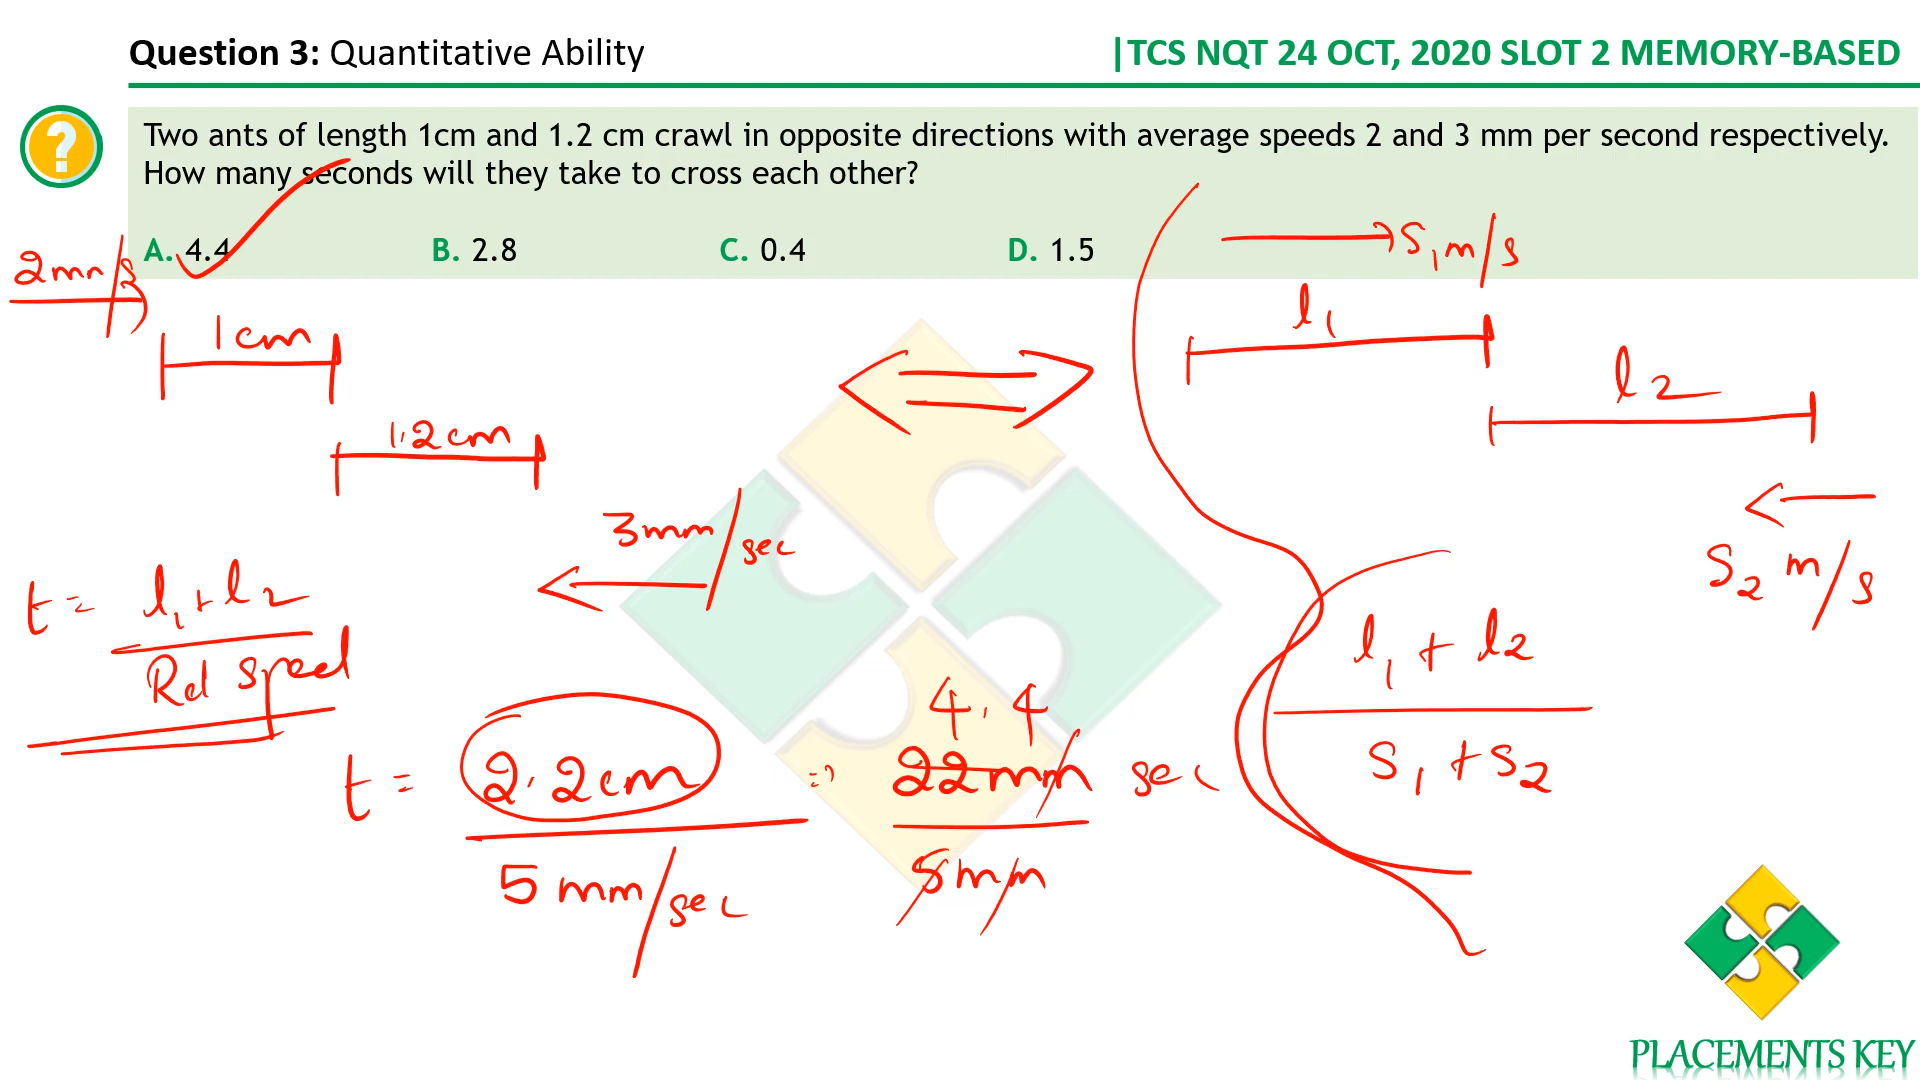 Question 3: Quantitative Ability
|TCS NQT 24 OCT, 2020 SLOT 2 MEMORY-BASED
?
Two ants of length 1cm and 1.2 cm crawl in opposite directions with average speeds 2 and 3 mm per second respectively.
How many seconds will they take to cross each other?
A. 4.4 B. 2.8 C. 0.4 D. 1.5
2mm/s
1cm
1.2cm
3mm/sec
t = l1+l2
Rel speed
t = 2.2cm
5 mm/sec
=> 22mm sec
5mm
4.4
S1 m/s
l1
l2
S2 m/s
l1 + l2
S1 + S2
PLACEMENTS KEY